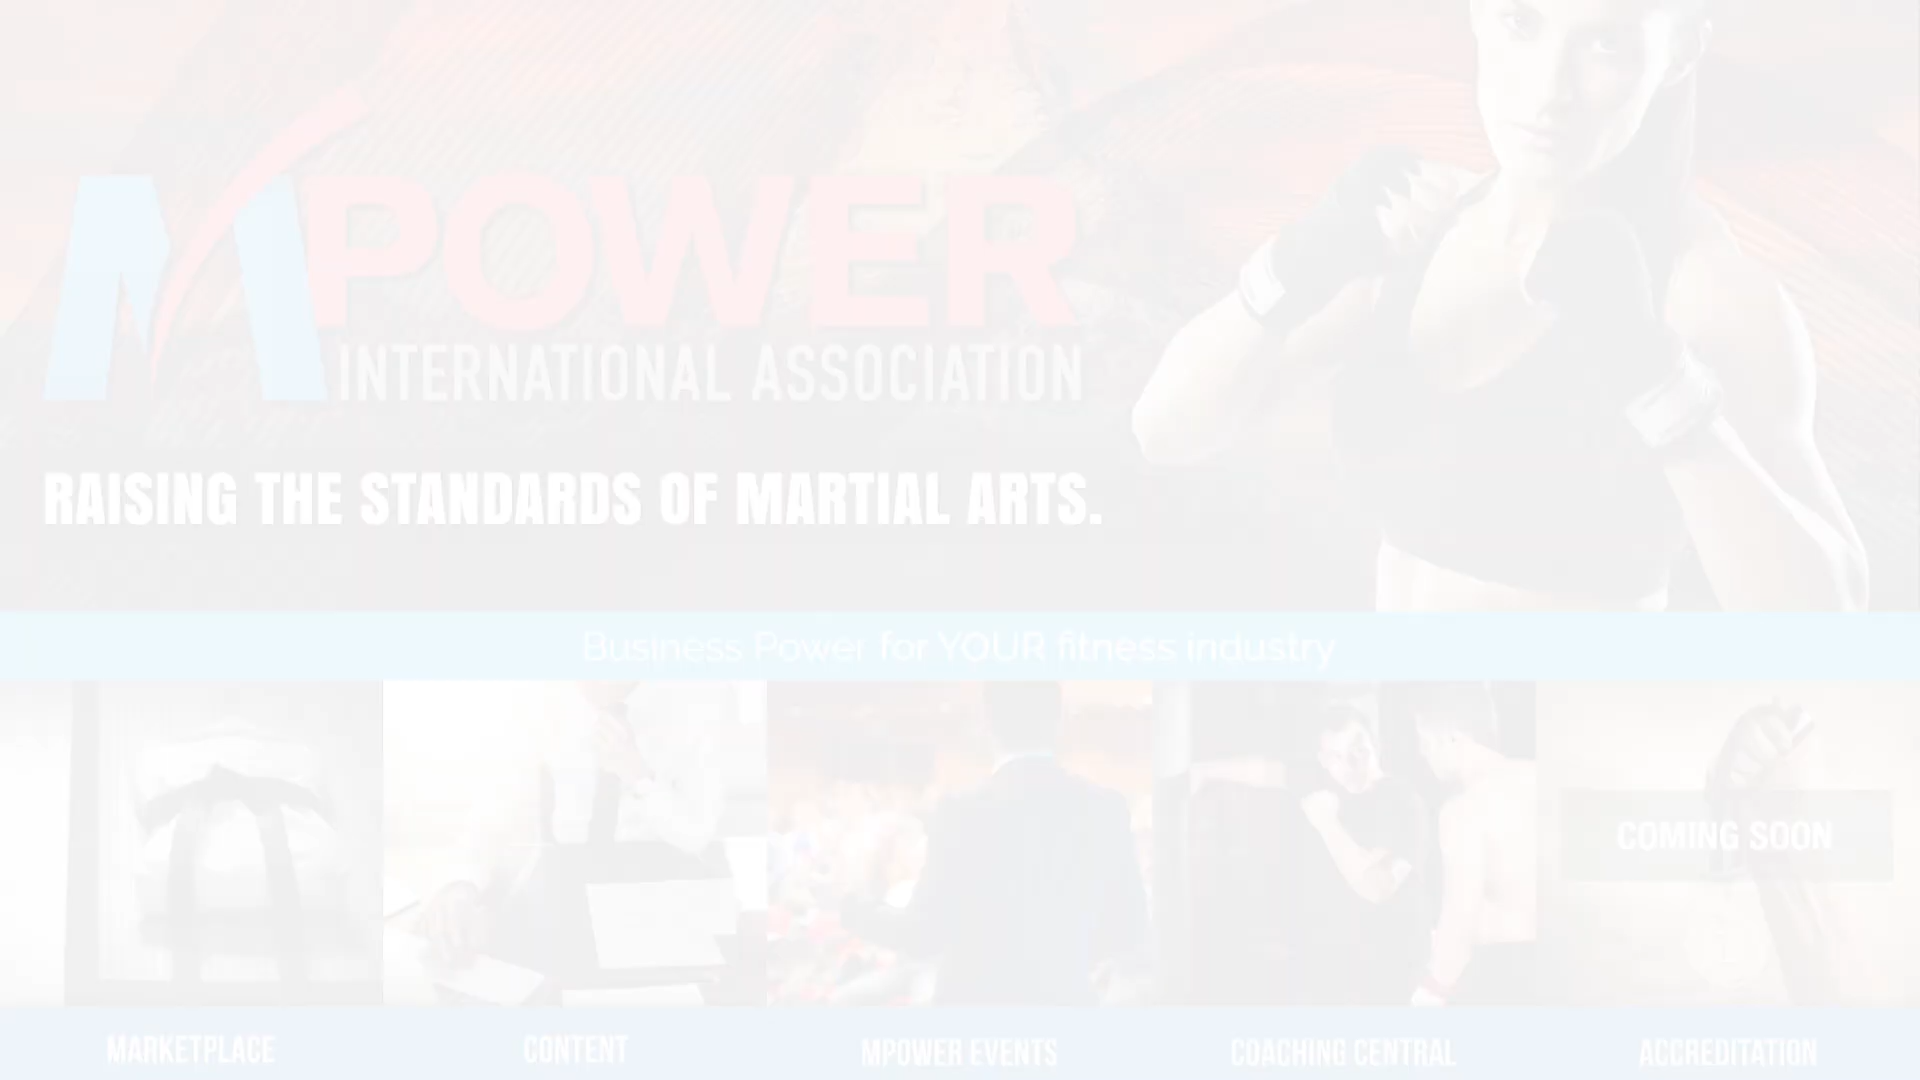 MPOWER
INTERNATIONAL ASSOCIATION
RAISING THE STANDARDS OF MARTIAL ARTS.
Business Power for YOUR fitness industry
COMING SOON
MARKETPLACE
CONTENT
MPOWER EVENTS
COACHING CENTRAL
ACCREDITATION